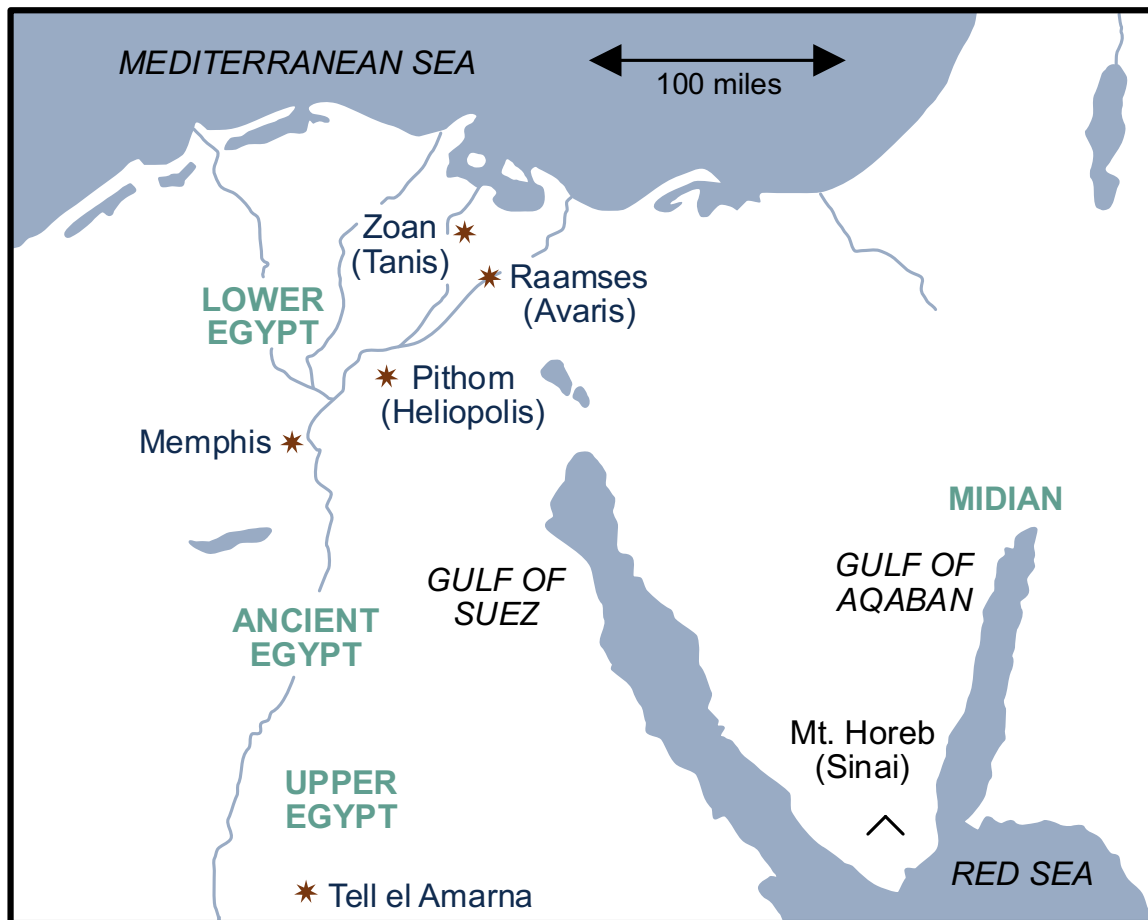 MEDITERRANEAN SEA
100 miles
Zoan
(Tanis)
Raamses
(Avaris)
LOWER
EGYPT
Pithom
(Heliopolis)
Memphis
MIDIAN
GULF OF
SUEZ
GULF OF
AQABAN
ANCIENT
EGYPT
Mt. Horeb
(Sinai)
UPPER
EGYPT
RED SEA
Tell el Amarna